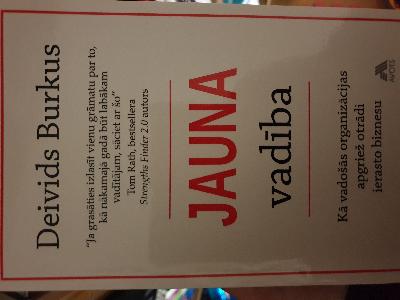 Deivids Burkus
"Ja grasāties izlasīt vienu grāmatu par to,
kā nākamajā gadā būt labākam
vadītājam, sāciet ar šo"
Tom Rath, bestsellera
Strengths Finder 2.0 autors
JAUNA
vadība
Kā vadošās organizācijas
apgriež otrādi
ierasto biznesu
AVOTS